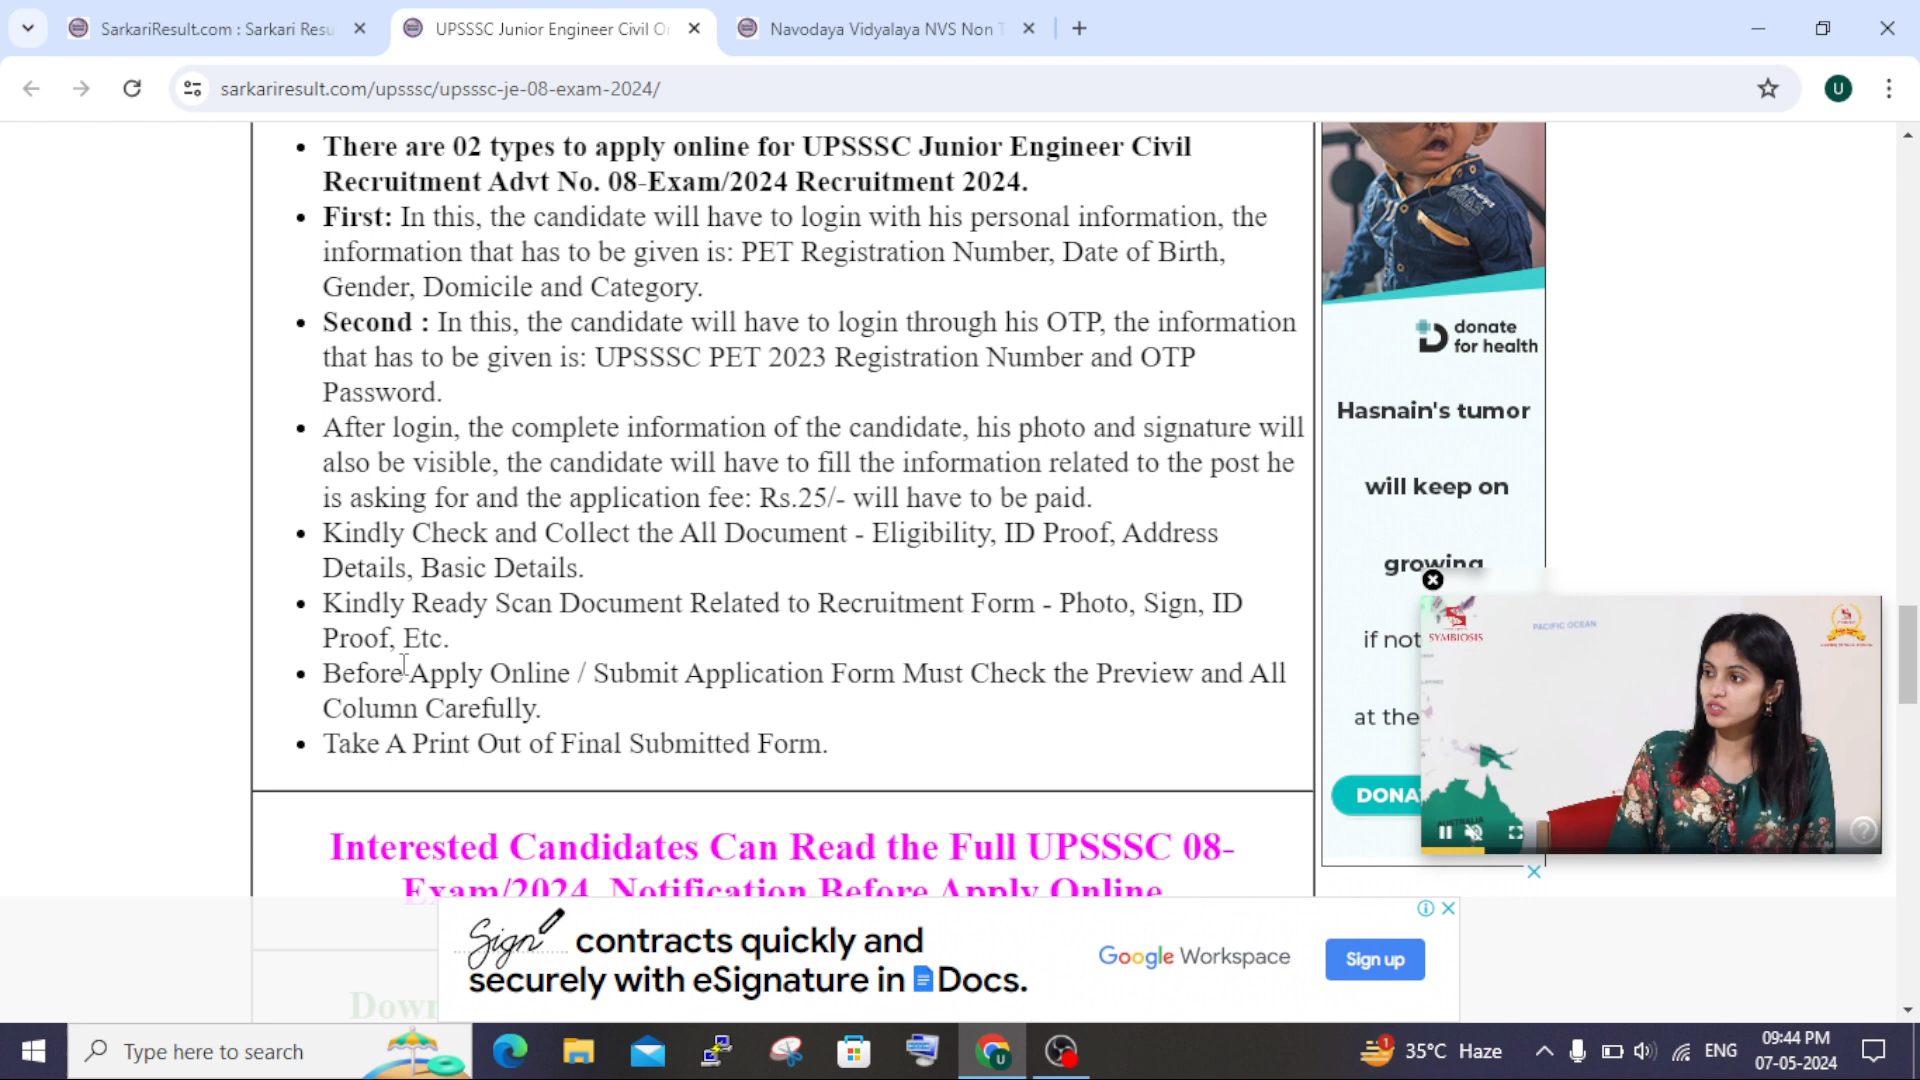 SarkariResult.com : Sarkari Resu
UPSSSC Junior Engineer Civil O
Navodaya Vidyalaya NVS Non T
sarkariresult.com/upsssc/upsssc-je-08-exam-2024/
U
There are 02 types to apply online for UPSSSC Junior Engineer Civil
Recruitment Advt No. 08-Exam/2024 Recruitment 2024.
First: In this, the candidate will have to login with his personal information, the
information that has to be given is: PET Registration Number, Date of Birth,
Gender, Domicile and Category.
Second : In this, the candidate will have to login through his OTP, the information
that has to be given is: UPSSSC PET 2023 Registration Number and OTP
Password.
After login, the complete information of the candidate, his photo and signature will
also be visible, the candidate will have to fill the information related to the post he
is asking for and the application fee: Rs.25/- will have to be paid.
Kindly Check and Collect the All Document - Eligibility, ID Proof, Address
Details, Basic Details.
Kindly Ready Scan Document Related to Recruitment Form - Photo, Sign, ID
Proof, Etc.
Before Apply Online / Submit Application Form Must Check the Preview and All
Column Carefully.
Take A Print Out of Final Submitted Form.
Interested Candidates Can Read the Full UPSSSC 08-
Exam/2024 Notification Before Apply Online
Down
donate
for health
Hasnain's tumor
will keep on
growing
if not
at the
DONA
SYMBIOSIS
PACIFIC OCEAN
AUSTRALIA
Sign contracts quickly and
securely with eSignature in Docs.
Google Workspace
Sign up
Type here to search
U
1
35°C Haze
ENG
09:44 PM
07-05-2024